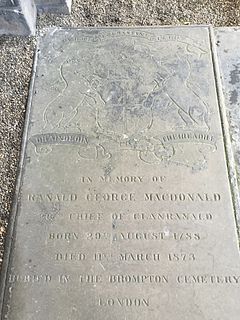 IN MEMORY OF
RANALD GEORGE MACDONALD
CHIEF OF CLANRANALD
BORN 29TH AUGUST 1788
DIED 11TH MARCH 1873
BURIED IN THE BROMPTON CEMETERY
LONDON